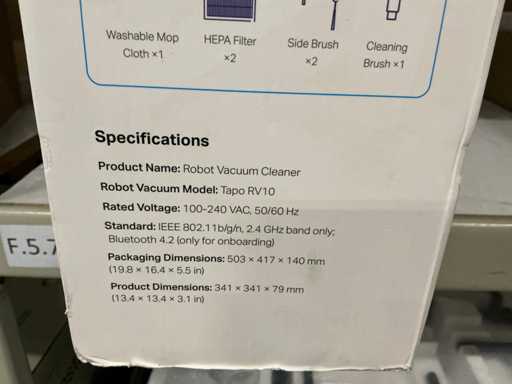 Washable Mop
Cloth ×1
HEPA Filter
×2
Side Brush
×2
Cleaning
Brush ×1
Specifications
Product Name: Robot Vacuum Cleaner
Robot Vacuum Model: Tapo RV10
Rated Voltage: 100-240 VAC, 50/60 Hz
Standard: IEEE 802.11b/g/n, 2.4 GHz band only;
Bluetooth 4.2 (only for onboarding)
Packaging Dimensions: 503 × 417 × 140 mm
(19.8 × 16.4 × 5.5 in)
Product Dimensions: 341 × 341 × 79 mm
(13.4 × 13.4 × 3.1 in)
F.5.7